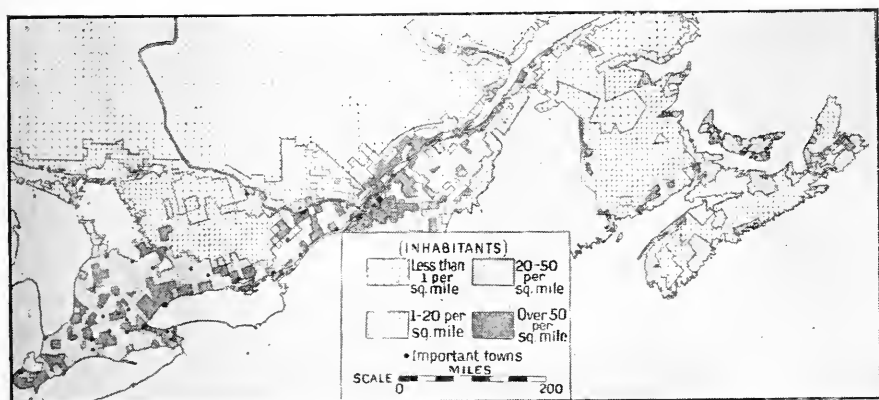 (INHABITANTS)
Less than
1 per
sq. mile
20-50
per
sq. mile
1-20 per
sq. mile
Over 50
per
sq. mile
• Important towns
MILES
SCALE 0 200